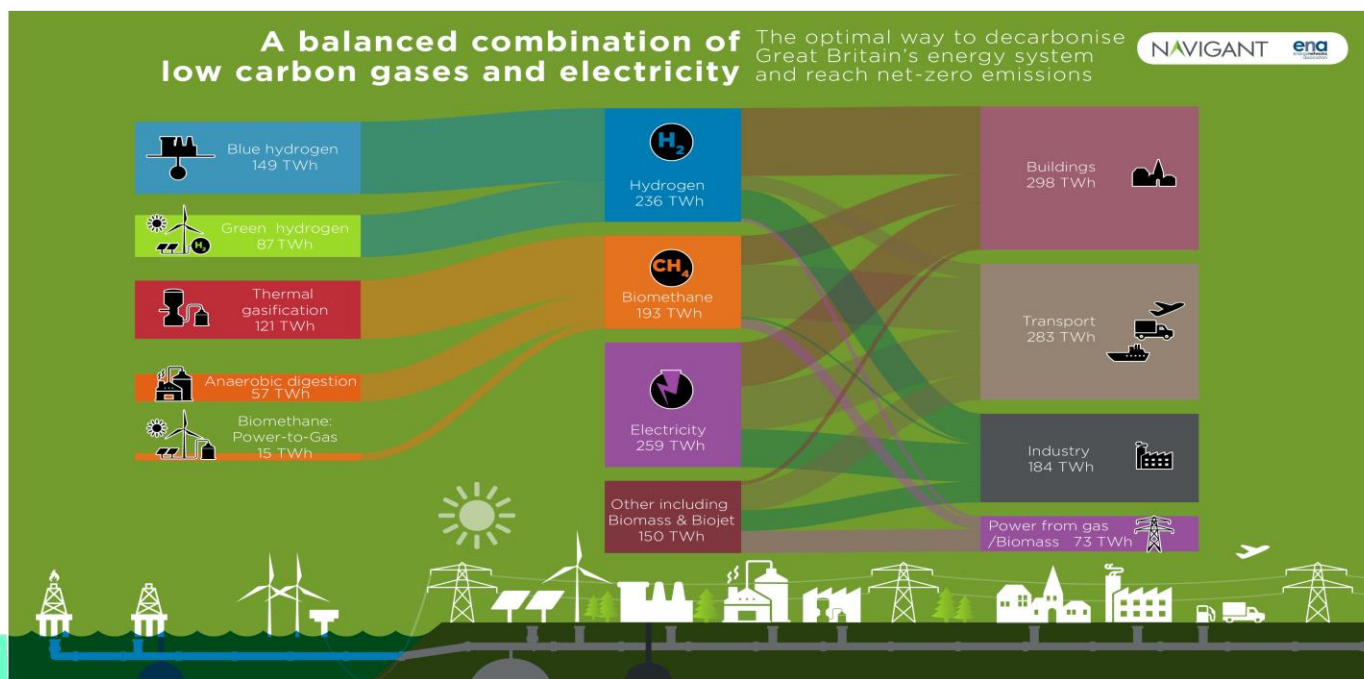 A balanced combination of
low carbon gases and electricity
The optimal way to decarbonise
Great Britain's energy system
and reach net-zero emissions
NAVIGANT
ena
energy networks
association
Blue hydrogen
149 TWh
Green hydrogen
87 TWh
H₂
Thermal
gasification
121 TWh
Anaerobic digestion
57 TWh
Biomethane:
Power-to-Gas
15 TWh
H₂
Hydrogen
236 TWh
CH₄
Biomethane
193 TWh
Electricity
259 TWh
Other including
Biomass & Biojet
150 TWh
Buildings
298 TWh
Transport
283 TWh
Industry
184 TWh
Power from gas
/Biomass 73 TWh